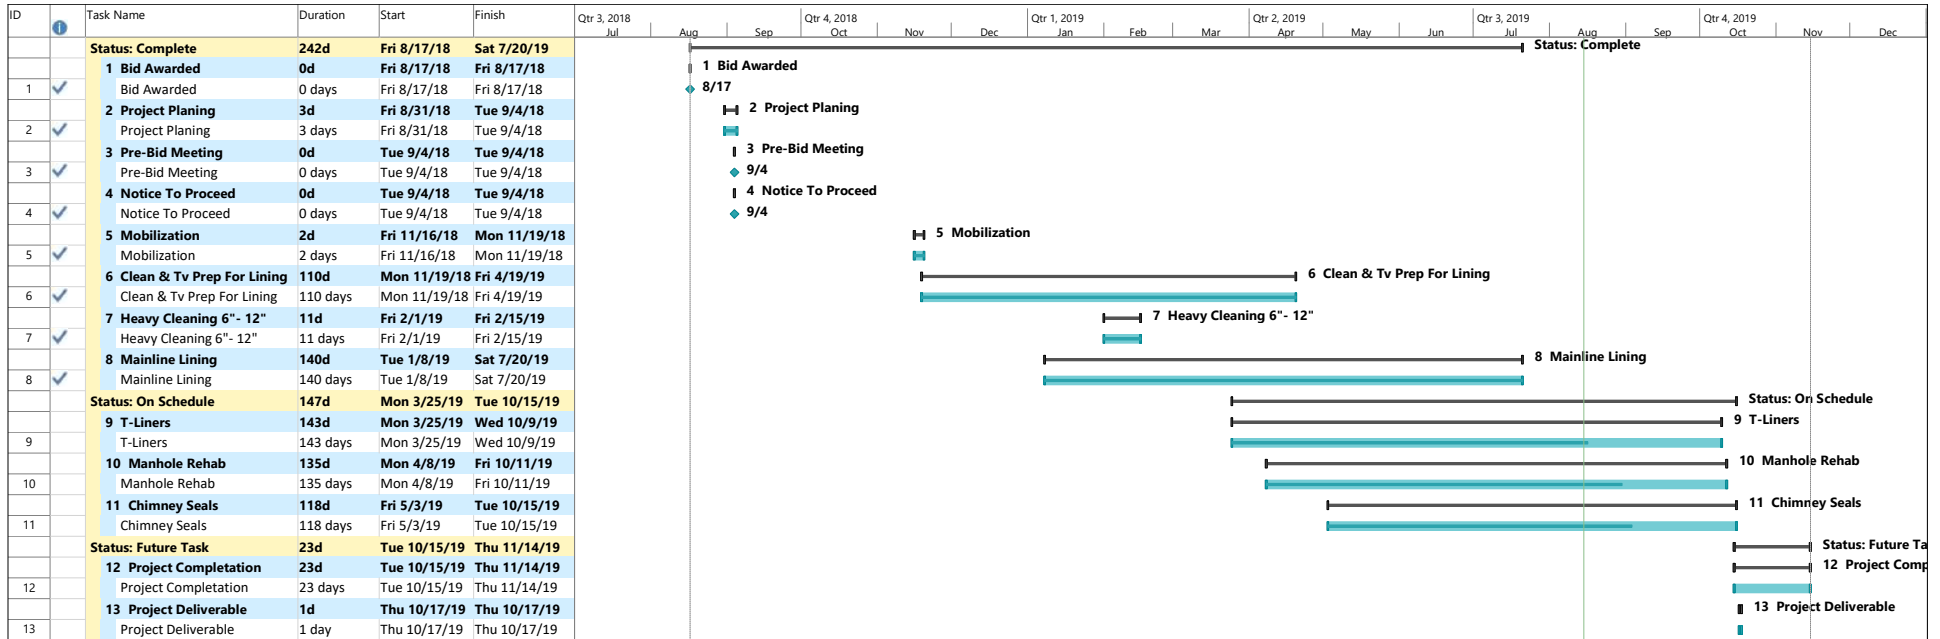 ID Task Name Duration Start Finish Qtr 3, 2018 Qtr 4, 2018 Qtr 1, 2019 Qtr 2, 2019 Qtr 3, 2019 Qtr 4, 2019
Jul Aug Sep Nov Dec Jan Feb Mar Apr May Jun Jul Aug Sep Oct Nov Dec
Status: Complete 242d Fri 8/17/18 Sat 7/20/19 Status: Complete
1 Bid Awarded 0d Fri 8/17/18 Fri 8/17/18 1 Bid Awarded
1 Bid Awarded 0 days Fri 8/17/18 Fri 8/17/18 8/17
2 Project Planing 3d Fri 8/31/18 Tue 9/4/18 2 Project Planing
2 Project Planing 3 days Fri 8/31/18 Tue 9/4/18
3 Pre-Bid Meeting 0d Tue 9/4/18 Tue 9/4/18 3 Pre-Bid Meeting
3 Pre-Bid Meeting 0 days Tue 9/4/18 Tue 9/4/18 9/4
4 Notice To Proceed 0d Tue 9/4/18 Tue 9/4/18 4 Notice To Proceed
4 Notice To Proceed 0 days Tue 9/4/18 Tue 9/4/18 9/4
5 Mobilization 2d Fri 11/16/18 Mon 11/19/18 5 Mobilization
5 Mobilization 2 days Fri 11/16/18 Mon 11/19/18
6 Clean & Tv Prep For Lining 110d Mon 11/19/18 Fri 4/19/19 6 Clean & Tv Prep For Lining
6 Clean & Tv Prep For Lining 110 days Mon 11/19/18 Fri 4/19/19
7 Heavy Cleaning 6"- 12" 11d Fri 2/1/19 Fri 2/15/19 7 Heavy Cleaning 6"- 12"
7 Heavy Cleaning 6"- 12" 11 days Fri 2/1/19 Fri 2/15/19
8 Mainline Lining 140d Tue 1/8/19 Sat 7/20/19 8 Mainline Lining
8 Mainline Lining 140 days Tue 1/8/19 Sat 7/20/19
Status: On Schedule 147d Mon 3/25/19 Tue 10/15/19 Status: On Schedule
9 T-Liners 143d Mon 3/25/19 Wed 10/9/19 9 T-Liners
9 T-Liners 143 days Mon 3/25/19 Wed 10/9/19
10 Manhole Rehab 135d Mon 4/8/19 Fri 10/11/19 10 Manhole Rehab
10 Manhole Rehab 135 days Mon 4/8/19 Fri 10/11/19
11 Chimney Seals 118d Fri 5/3/19 Tue 10/15/19 11 Chimney Seals
11 Chimney Seals 118 days Fri 5/3/19 Tue 10/15/19
Status: Future Task 23d Tue 10/15/19 Thu 11/14/19 Status: Future Ta
12 Project Completation 23d Tue 10/15/19 Thu 11/14/19 12 Project Comp
12 Project Completation 23 days Tue 10/15/19 Thu 11/14/19
13 Project Deliverable 1d Thu 10/17/19 Thu 10/17/19 13 Project Deliverable
13 Project Deliverable 1 day Thu 10/17/19 Thu 10/17/19